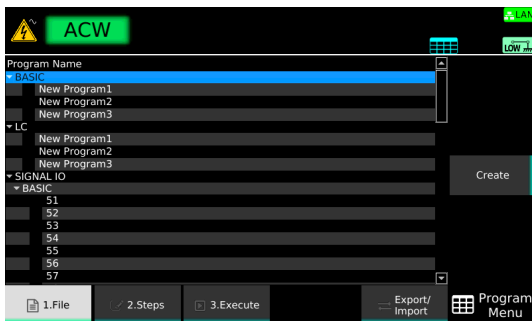 ACW
LAN
LOW
Program Name
BASIC
New Program1
New Program2
New Program3
LC
New Program1
New Program2
New Program3
SIGNAL IO
BASIC
51
52
53
54
55
56
57
Create
1.File
2.Steps
3.Execute
Export/
Import
Program
Menu